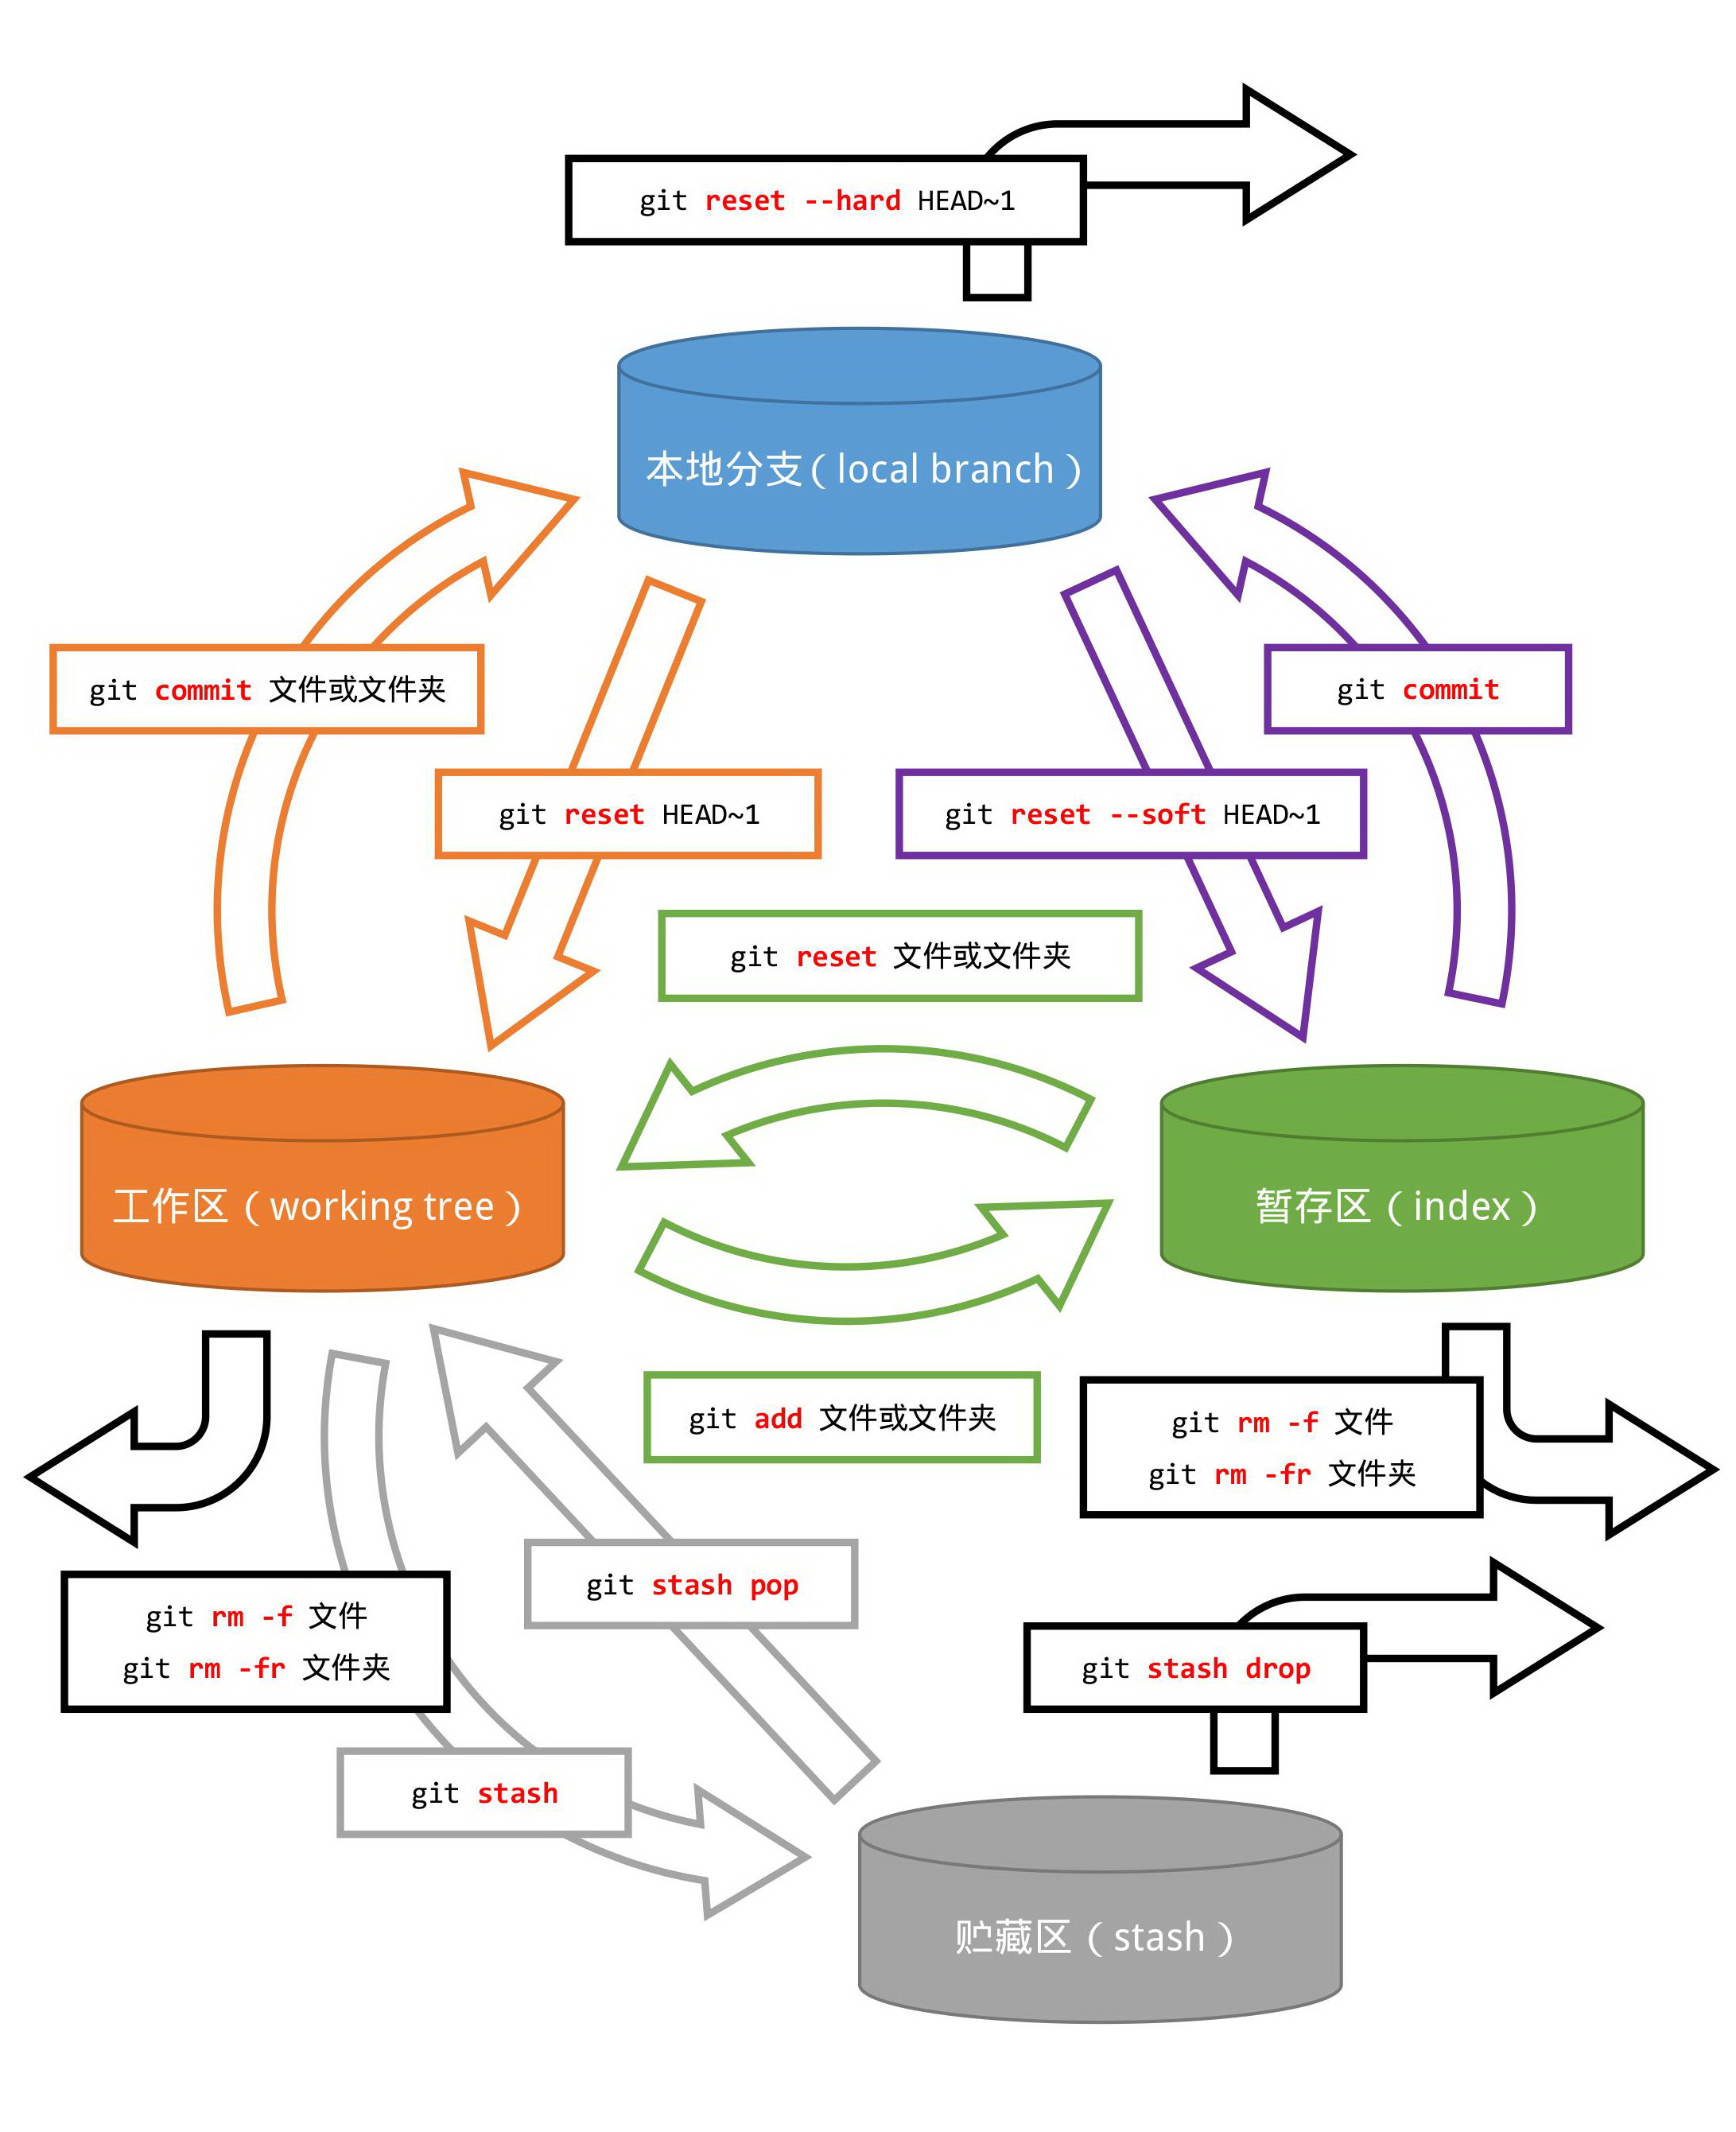 git reset --hard HEAD~1
本地分支（local branch）
git commit 文件或文件夹
git commit
git reset HEAD~1
git reset --soft HEAD~1
git reset 文件或文件夹
工作区（working tree）
暂存区（index）
git add 文件或文件夹
git rm -f 文件
git rm -fr 文件夹
git stash pop
git rm -f 文件
git rm -fr 文件夹
git stash drop
git stash
贮藏区（stash）